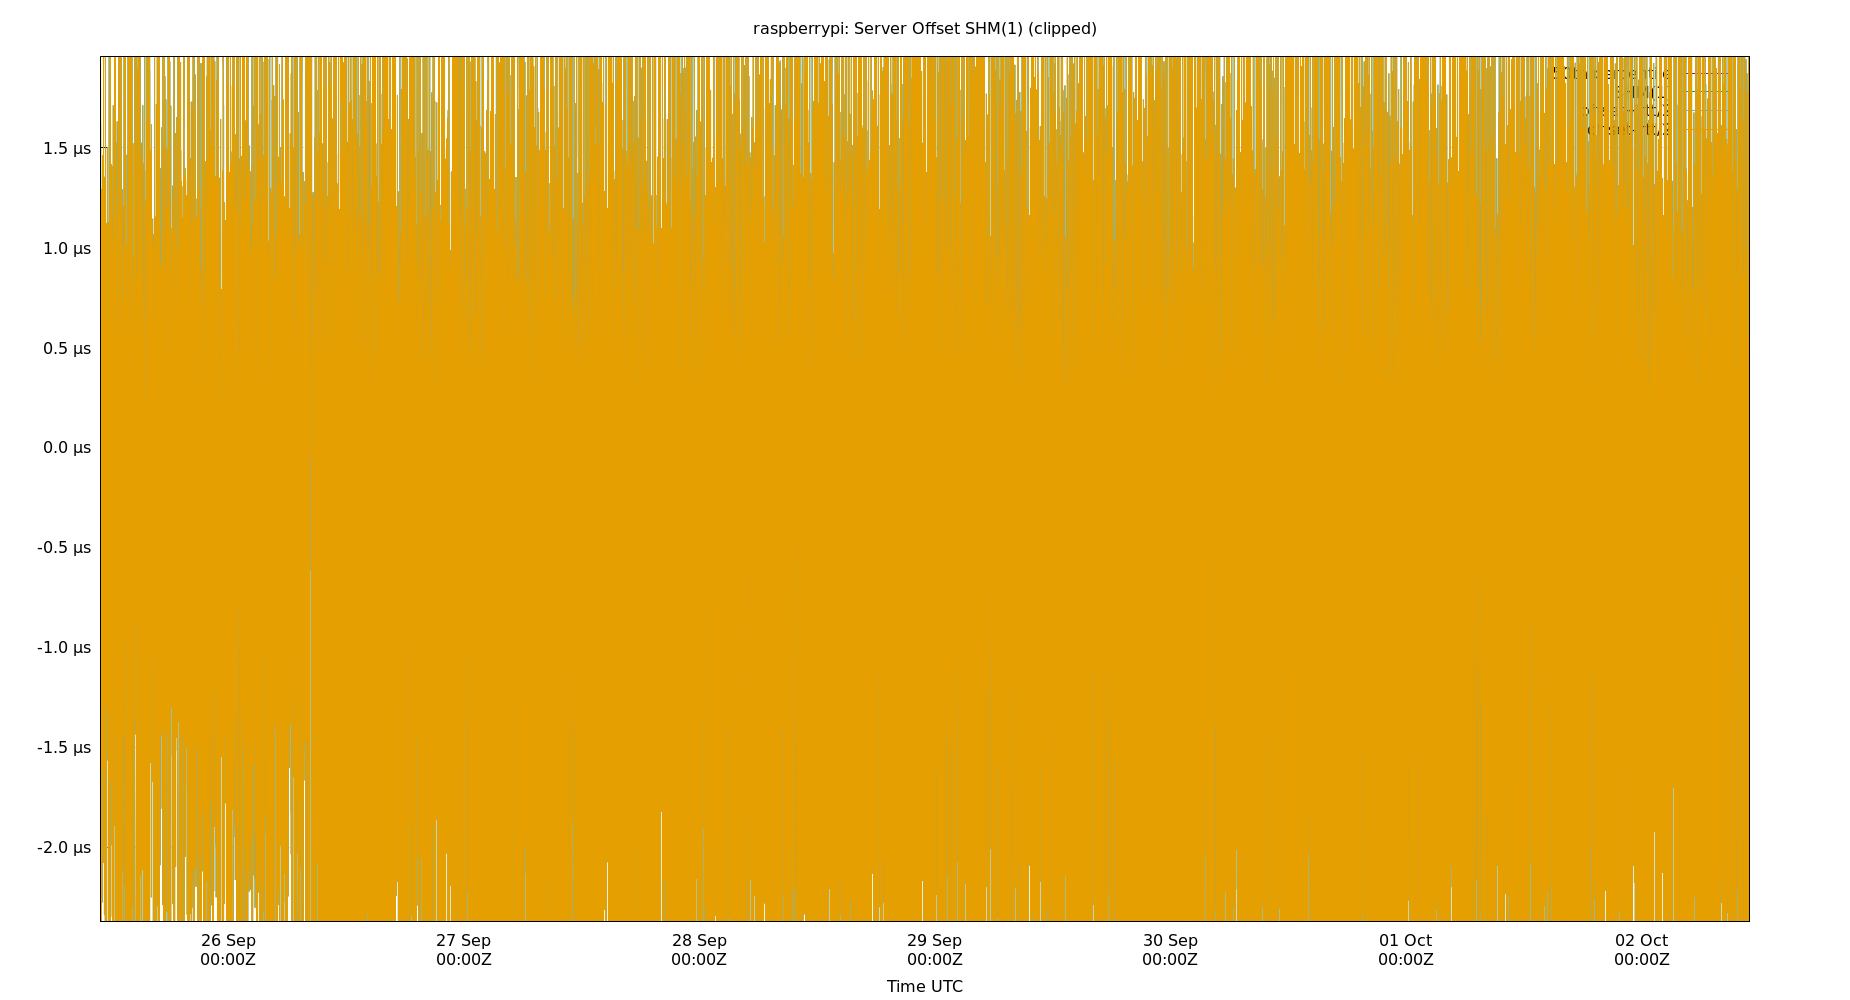 raspberrypi: Server Offset SHM(1) (clipped)
1.5 µs
1.0 µs
0.5 µs
0.0 µs
-0.5 µs
-1.0 µs
-1.5 µs
-2.0 µs
26 Sep 27 Sep 28 Sep 29 Sep 30 Sep 01 Oct 02 Oct
00:00Z 00:00Z 00:00Z 00:00Z 00:00Z 00:00Z 00:00Z
Time UTC